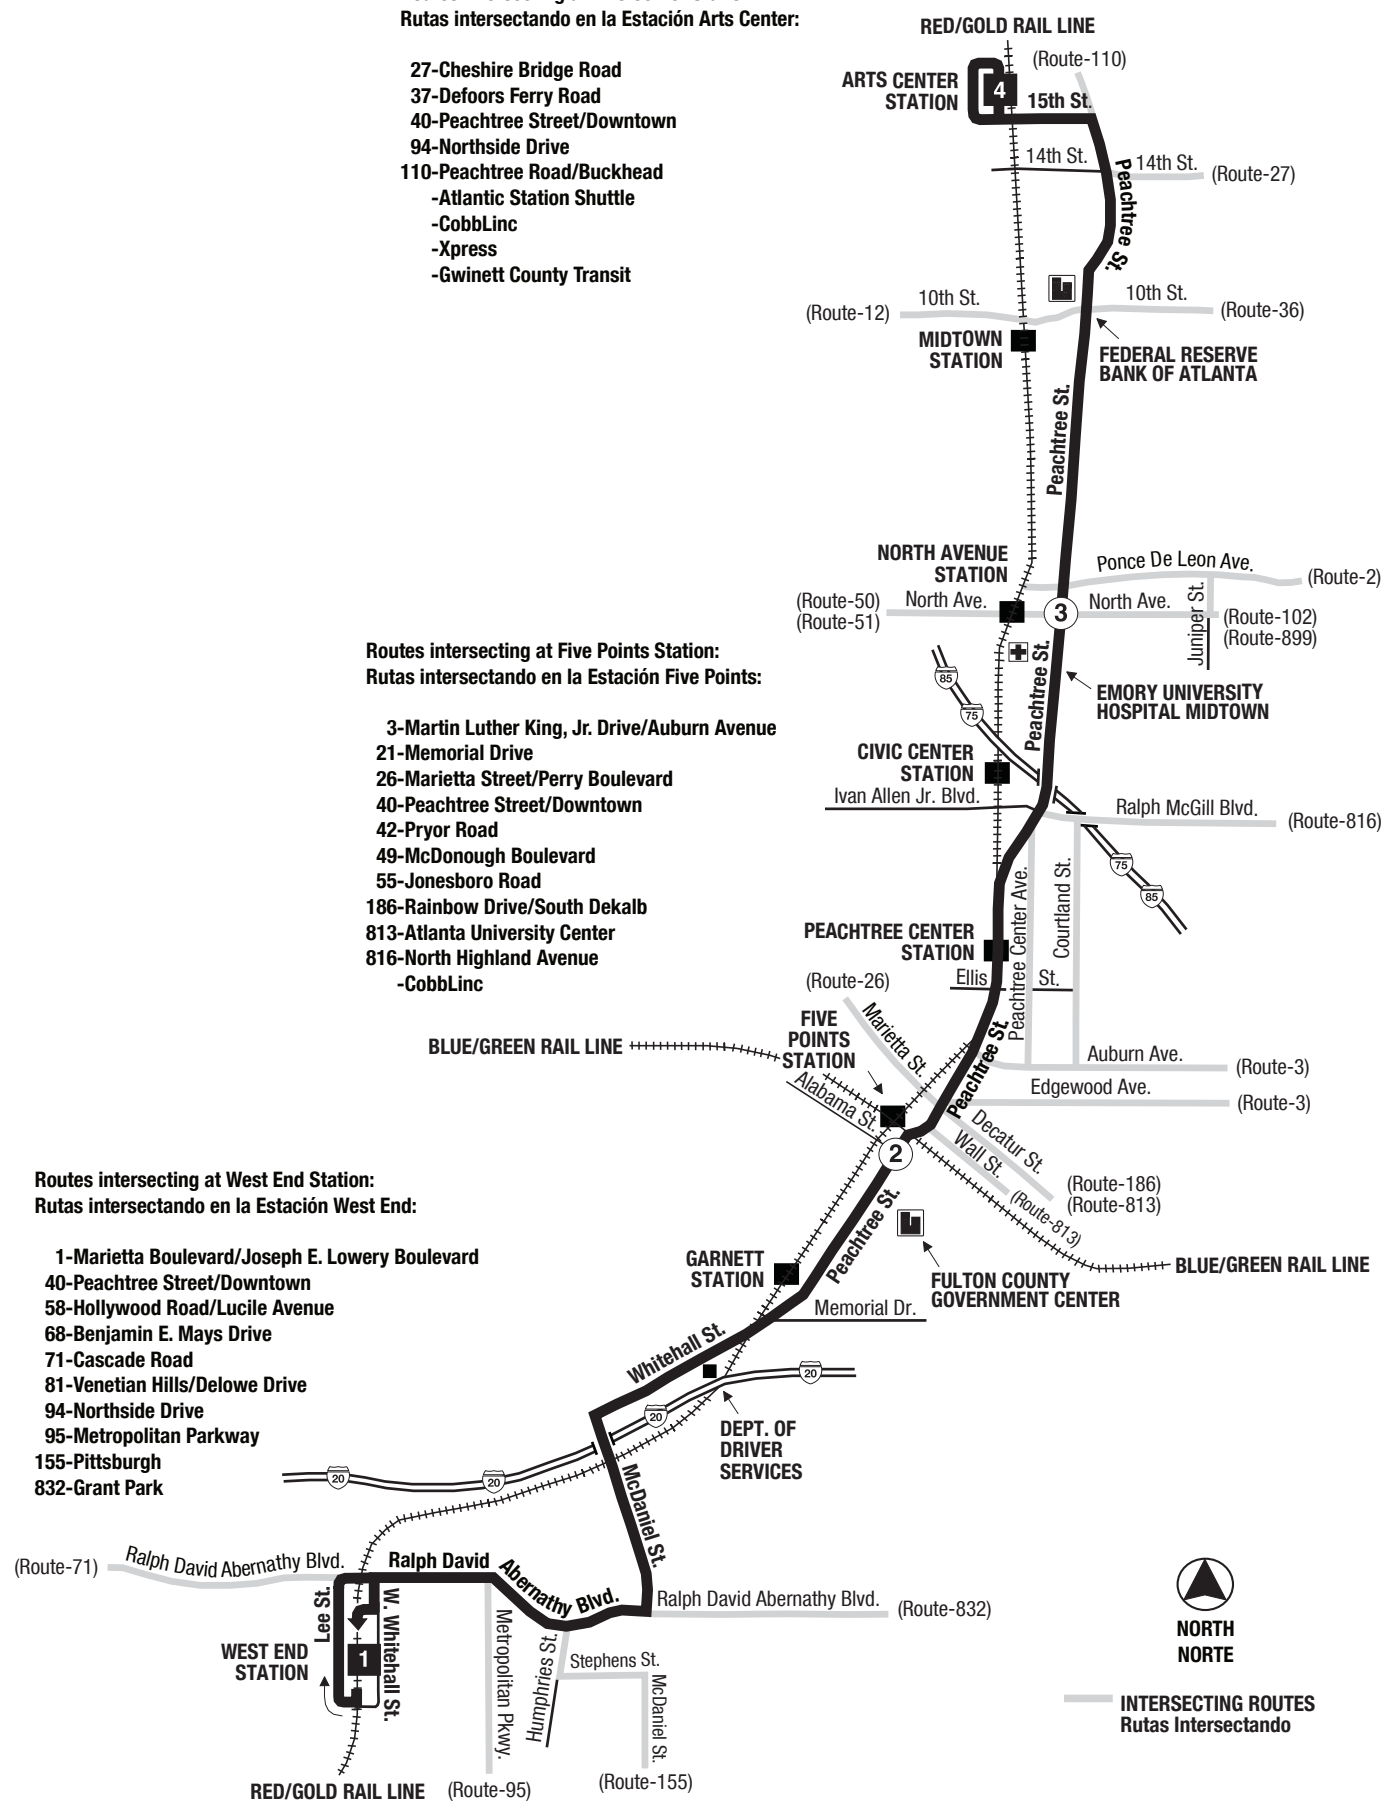 Rutas intersectando en la Estación Arts Center:
27-Cheshire Bridge Road
37-Defoors Ferry Road
40-Peachtree Street/Downtown
94-Northside Drive
110-Peachtree Road/Buckhead
-Atlantic Station Shuttle
-CobbLinc
-Xpress
-Gwinett County Transit
RED/GOLD RAIL LINE
(Route-110)
ARTS CENTER
STATION
4
15th St.
14th St.
14th St.
(Route-27)
Peachtree St.
10th St.
10th St.
(Route-12)
(Route-36)
MIDTOWN
STATION
FEDERAL RESERVE
BANK OF ATLANTA
Peachtree St.
NORTH AVENUE
STATION
Ponce De Leon Ave.
(Route-2)
(Route-50)
(Route-51)
North Ave.
3
North Ave.
Juniper St.
(Route-102)
(Route-899)
Peachtree St.
EMORY UNIVERSITY
HOSPITAL MIDTOWN
85
75
Routes intersecting at Five Points Station:
Rutas intersectando en la Estación Five Points:
3-Martin Luther King, Jr. Drive/Auburn Avenue
21-Memorial Drive
26-Marietta Street/Perry Boulevard
40-Peachtree Street/Downtown
42-Pryor Road
49-McDonough Boulevard
55-Jonesboro Road
186-Rainbow Drive/South Dekalb
813-Atlanta University Center
816-North Highland Avenue
-CobbLinc
CIVIC CENTER
STATION
Ivan Allen Jr. Blvd.
Ralph McGill Blvd.
(Route-816)
75
85
Peachtree Center Ave.
Courtland St.
PEACHTREE CENTER
STATION
Ellis
St.
(Route-26)
Marietta St.
FIVE
POINTS
STATION
BLUE/GREEN RAIL LINE
Alabama St.
Peachtree St.
Auburn Ave.
(Route-3)
Edgewood Ave.
(Route-3)
Decatur St.
Wall St.
2
(Route-186)
(Route-813)
(Route-813)
BLUE/GREEN RAIL LINE
Peachtree St.
FULTON COUNTY
GOVERNMENT CENTER
GARNETT
STATION
Memorial Dr.
Whitehall St.
20
20
20
20
DEPT. OF
DRIVER
SERVICES
Routes intersecting at West End Station:
Rutas intersectando en la Estación West End:
1-Marietta Boulevard/Joseph E. Lowery Boulevard
40-Peachtree Street/Downtown
58-Hollywood Road/Lucile Avenue
68-Benjamin E. Mays Drive
71-Cascade Road
81-Venetian Hills/Delowe Drive
94-Northside Drive
95-Metropolitan Parkway
155-Pittsburgh
832-Grant Park
McDaniel St.
(Route-71)
Ralph David Abernathy Blvd.
Ralph David Abernathy Blvd.
Ralph David Abernathy Blvd.
(Route-832)
Lee St.
W. Whitehall St.
WEST END
STATION
1
Metropolitan Pkwy.
Humphries St.
Stephens St.
McDaniel St.
RED/GOLD RAIL LINE
(Route-95)
(Route-155)
NORTH
NORTE
INTERSECTING ROUTES
Rutas Intersectando